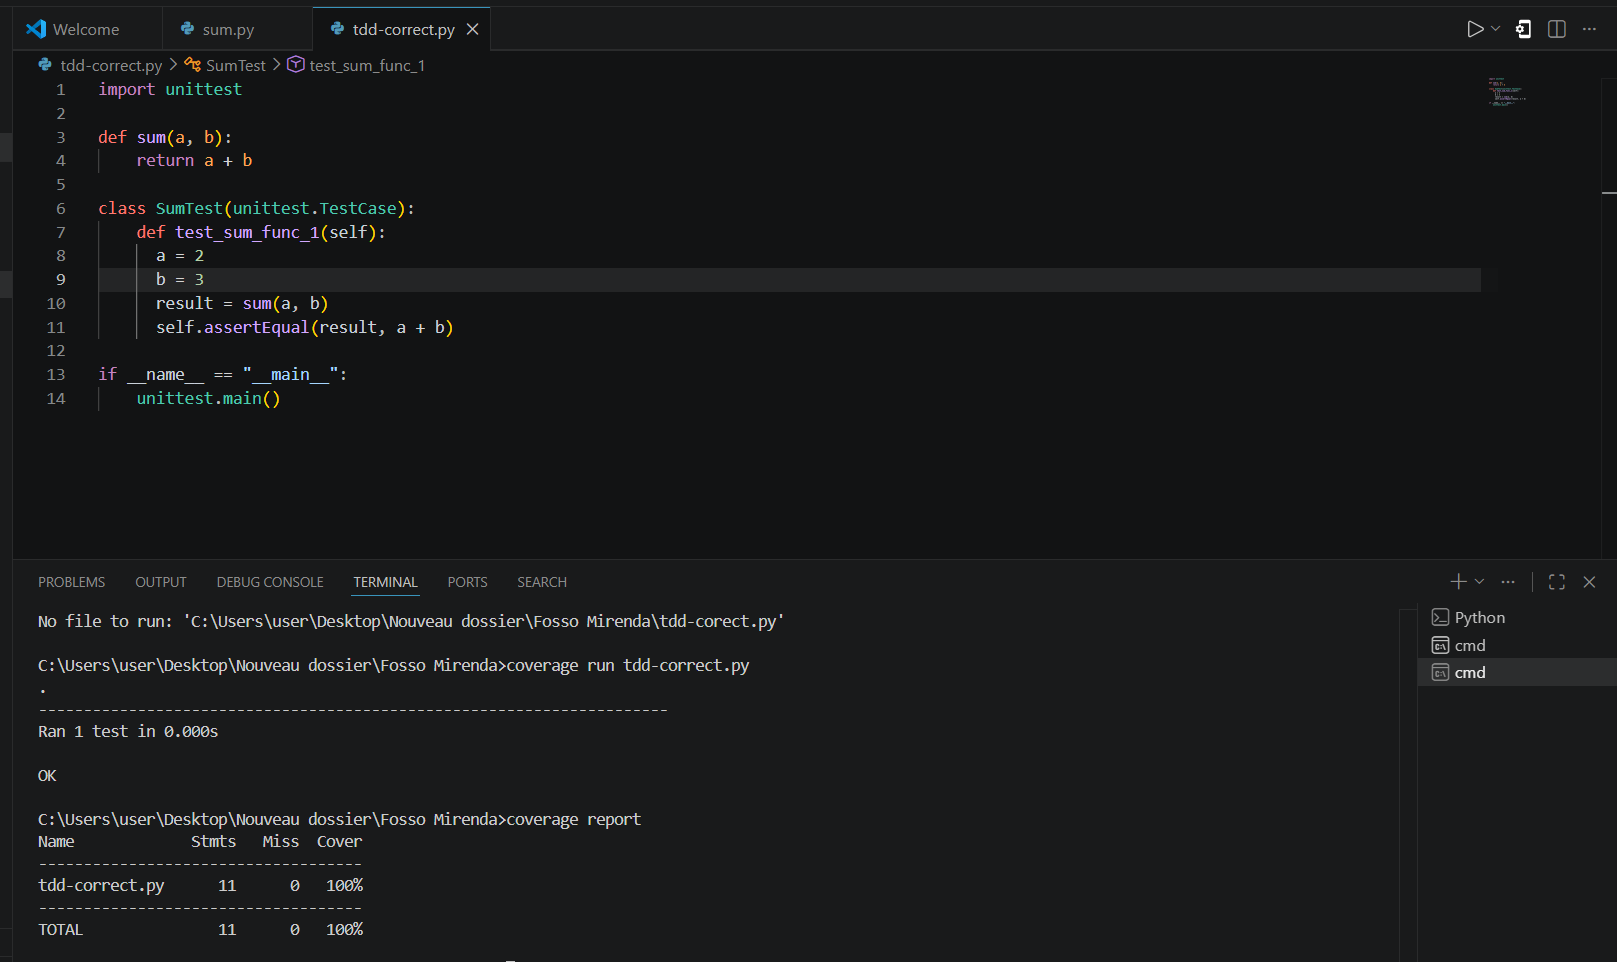 Welcome
sum.py
tdd-correct.py
tdd-correct.py > SumTest > test_sum_func_1
1 import unittest
2
3 def sum(a, b):
4     return a + b
5
6 class SumTest(unittest.TestCase):
7     def test_sum_func_1(self):
8       a = 2
9       b = 3
10       result = sum(a, b)
11       self.assertEqual(result, a + b)
12
13 if __name__ == "__main__":
14     unittest.main()
PROBLEMS OUTPUT DEBUG CONSOLE TERMINAL PORTS SEARCH
No file to run: 'C:\Users\user\Desktop\Nouveau dossier\Fosso Mirenda\tdd-corect.py'
C:\Users\user\Desktop\Nouveau dossier\Fosso Mirenda>coverage run tdd-correct.py
.
----------------------------------------------------------------------
Ran 1 test in 0.000s
OK
C:\Users\user\Desktop\Nouveau dossier\Fosso Mirenda>coverage report
Name             Stmts   Miss  Cover
------------------------------------
tdd-correct.py      11      0   100%
------------------------------------
TOTAL               11      0   100%
Python
cmd
cmd